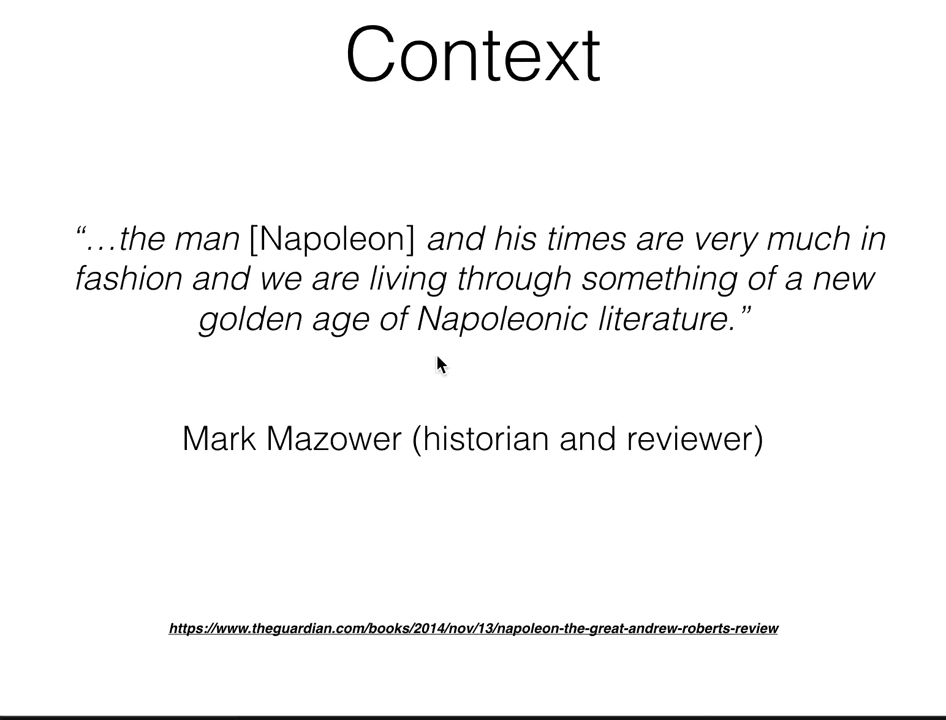 Context
“…the man [Napoleon] and his times are very much in
fashion and we are living through something of a new
golden age of Napoleonic literature.”
Mark Mazower (historian and reviewer)
https://www.theguardian.com/books/2014/nov/13/napoleon-the-great-andrew-roberts-review